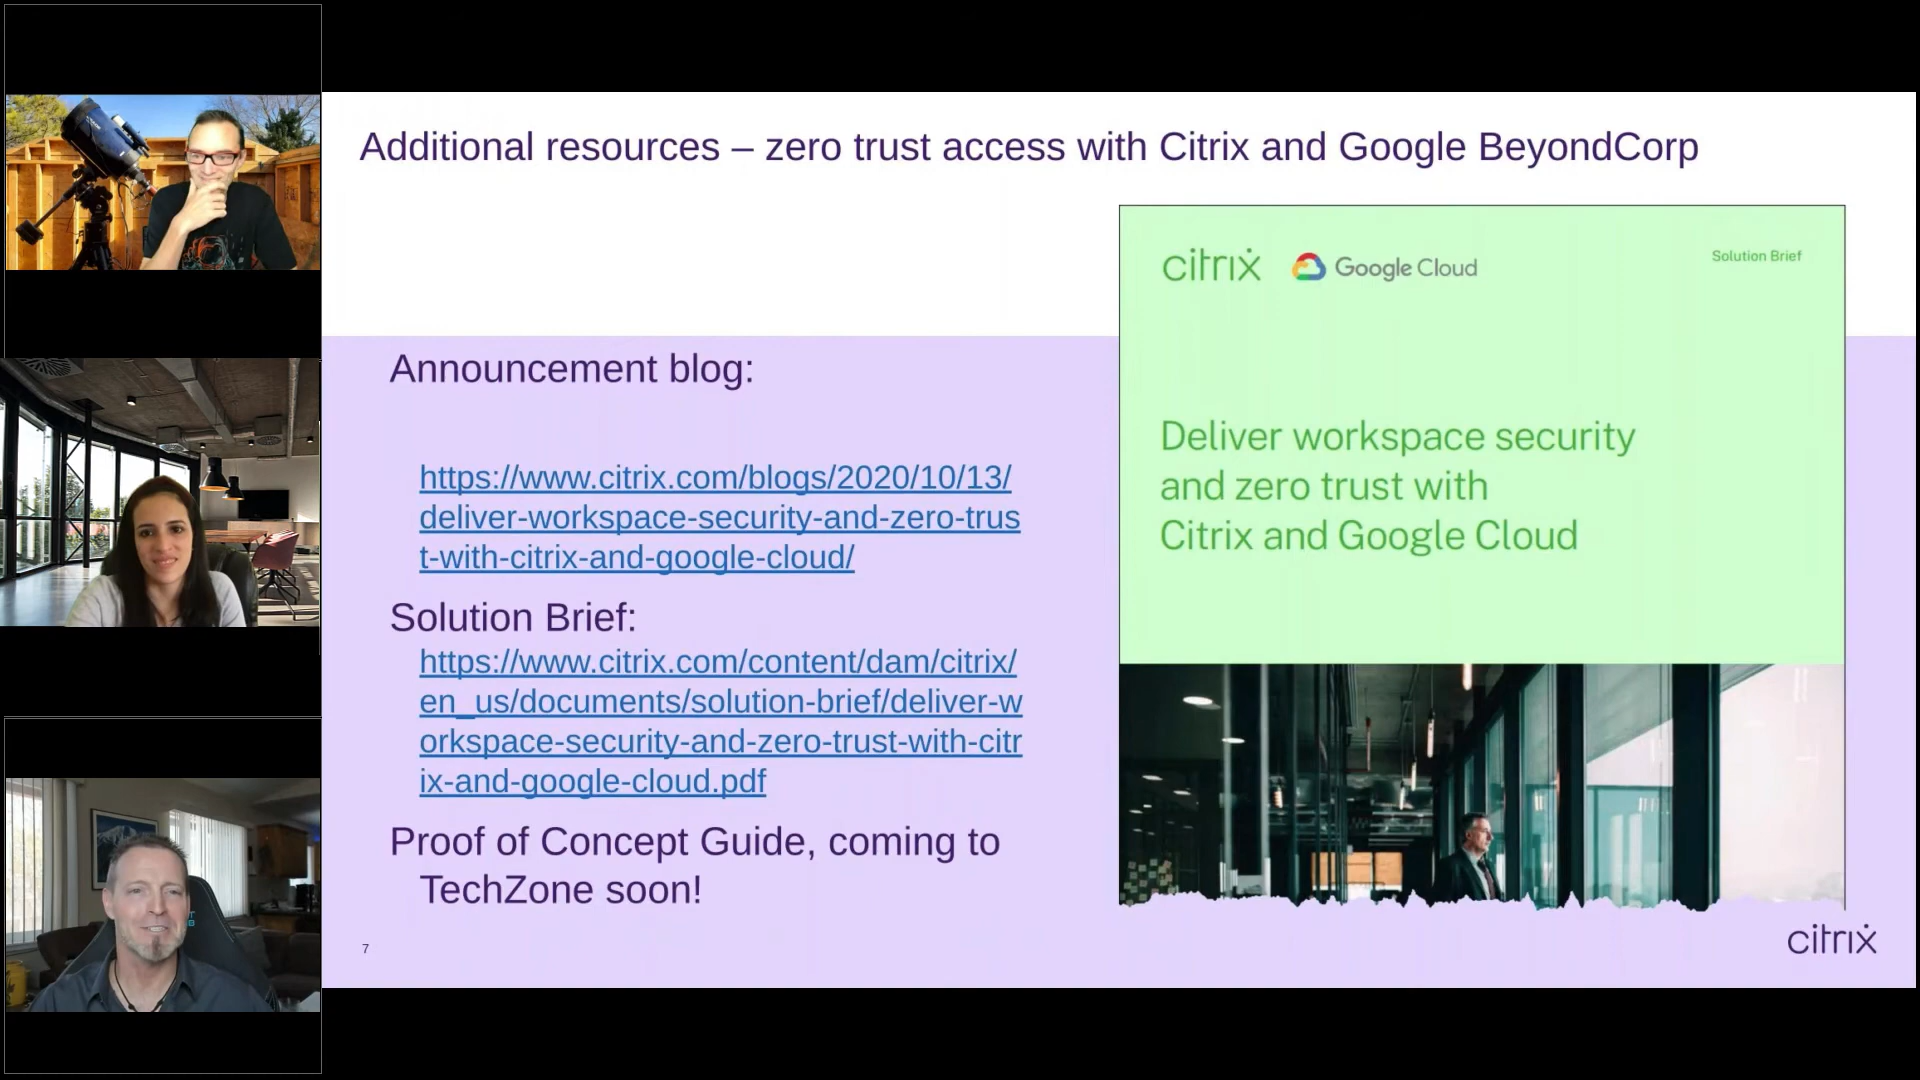 Additional resources – zero trust access with Citrix and Google BeyondCorp
Announcement blog:
https://www.citrix.com/blogs/2020/10/13/
deliver-workspace-security-and-zero-trus
t-with-citrix-and-google-cloud/
Solution Brief:
https://www.citrix.com/content/dam/citrix/
en_us/documents/solution-brief/deliver-w
orkspace-security-and-zero-trust-with-citr
ix-and-google-cloud.pdf
Proof of Concept Guide, coming to
TechZone soon!
7
citrix
Google Cloud
Solution Brief
Deliver workspace security
and zero trust with
Citrix and Google Cloud
citrix